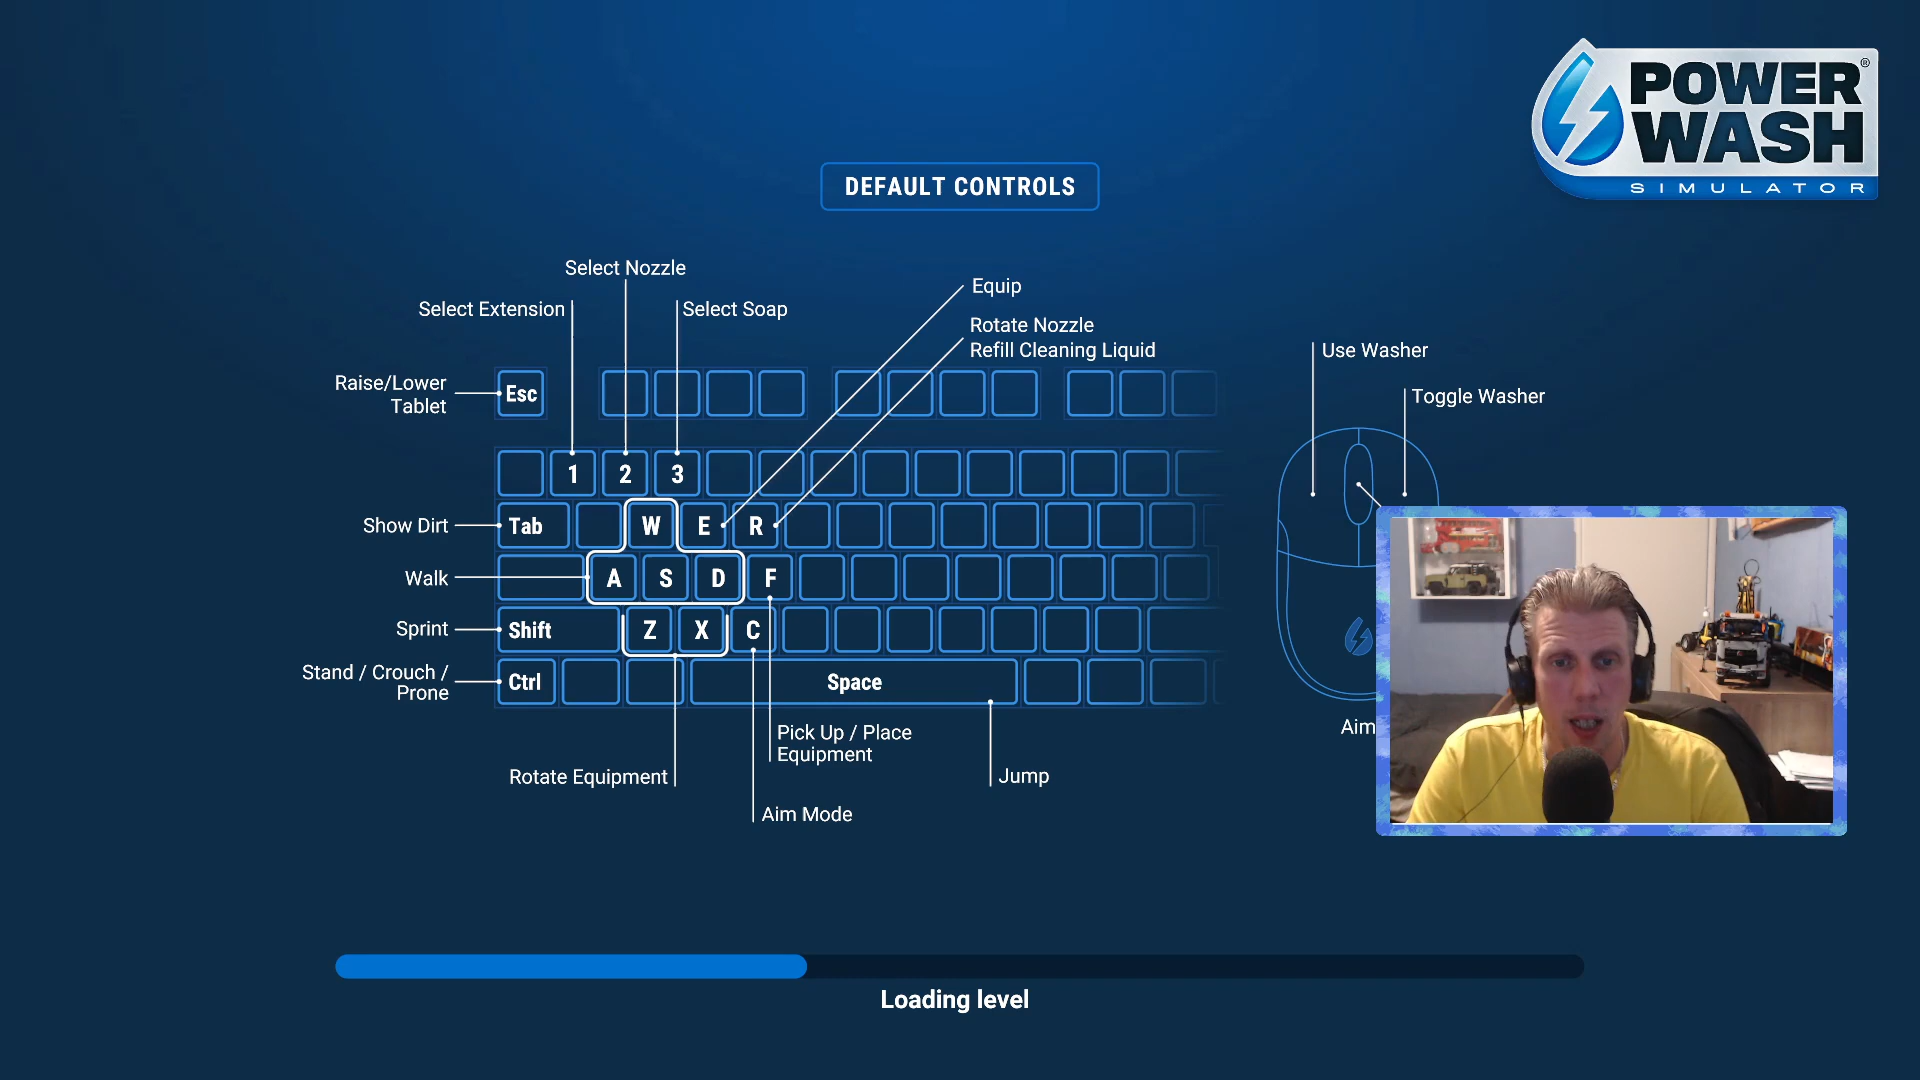 POWER®
WASH
SIMULATOR
DEFAULT CONTROLS
Select Nozzle
Select Extension
Select Soap
Equip
Rotate Nozzle
Refill Cleaning Liquid
Use Washer
Toggle Washer
Raise/Lower
Tablet
Esc
1 2 3
Show Dirt
Tab W E R
Walk
A S D F
Sprint
Shift Z X C
Stand / Crouch /
Prone
Ctrl Space
Pick Up / Place
Equipment
Rotate Equipment
Jump
Aim Mode
Aim
Loading level